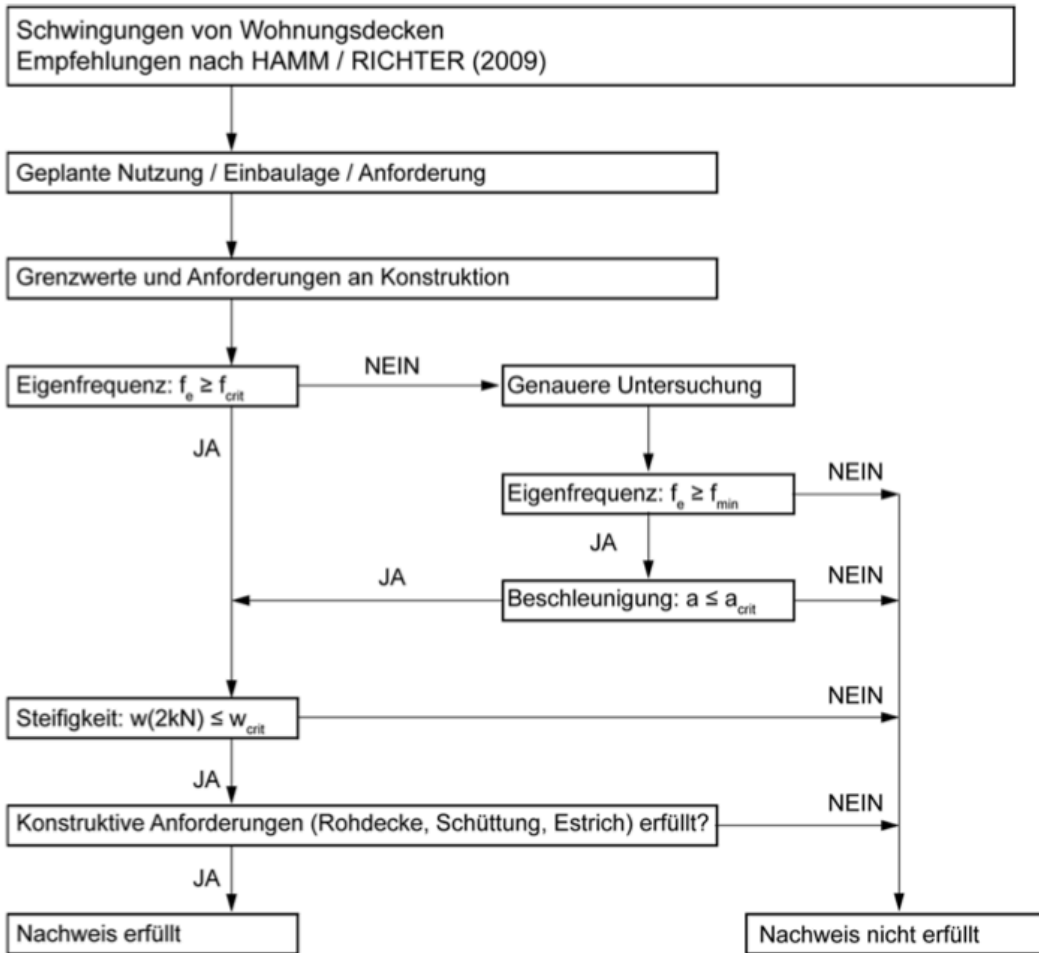 Schwingungen von Wohnungsdecken
Empfehlungen nach HAMM / RICHTER (2009)
Geplante Nutzung / Einbaulage / Anforderung
Grenzwerte und Anforderungen an Konstruktion
Eigenfrequenz: fe ≥ fcrit
NEIN
Genauere Untersuchung
JA
Eigenfrequenz: fe ≥ fmin
NEIN
JA
JA
Beschleunigung: a ≤ acrit
NEIN
Steifigkeit: w(2kN) ≤ wcrit
NEIN
JA
Konstruktive Anforderungen (Rohdecke, Schüttung, Estrich) erfüllt?
NEIN
JA
Nachweis erfüllt
Nachweis nicht erfüllt